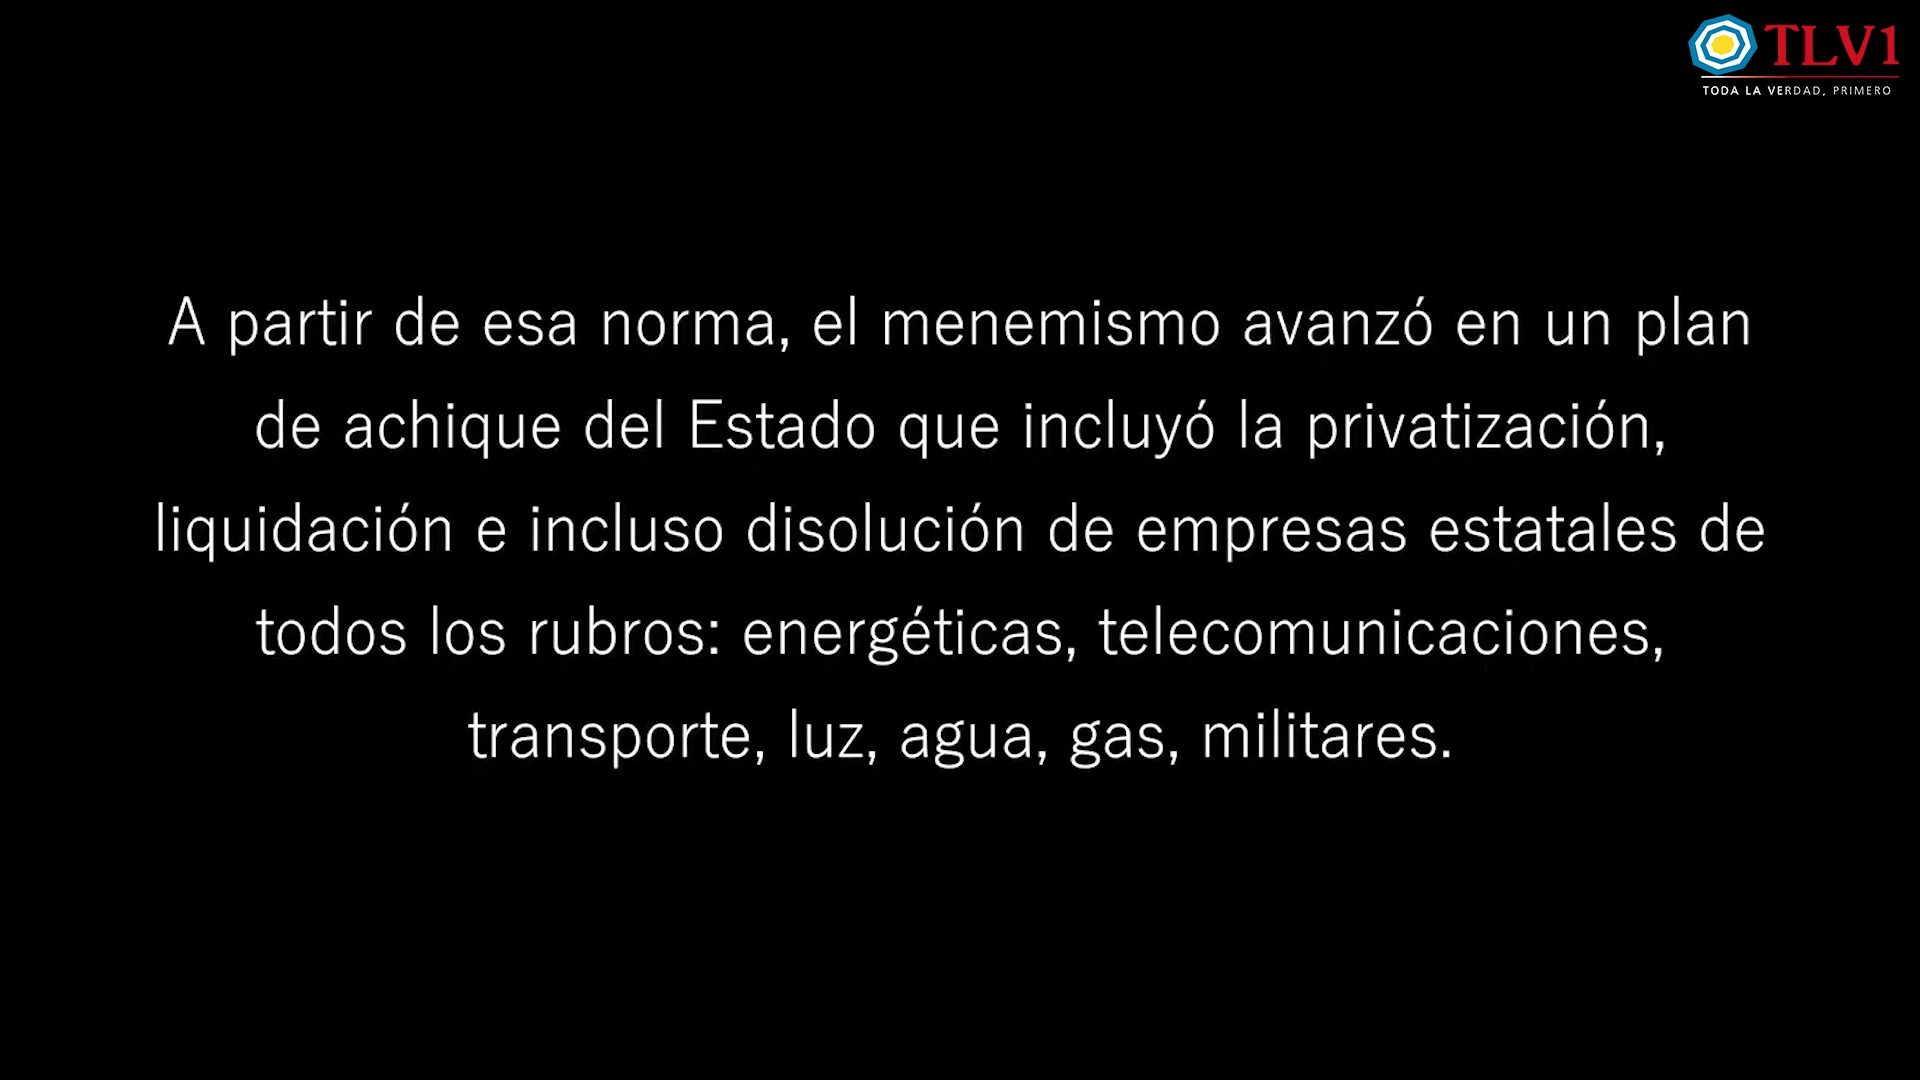 TLV1
TODA LA VERDAD, PRIMERO
A partir de esa norma, el menemismo avanzó en un plan
de achique del Estado que incluyó la privatización,
liquidación e incluso disolución de empresas estatales de
todos los rubros: energéticas, telecomunicaciones,
transporte, luz, agua, gas, militares.